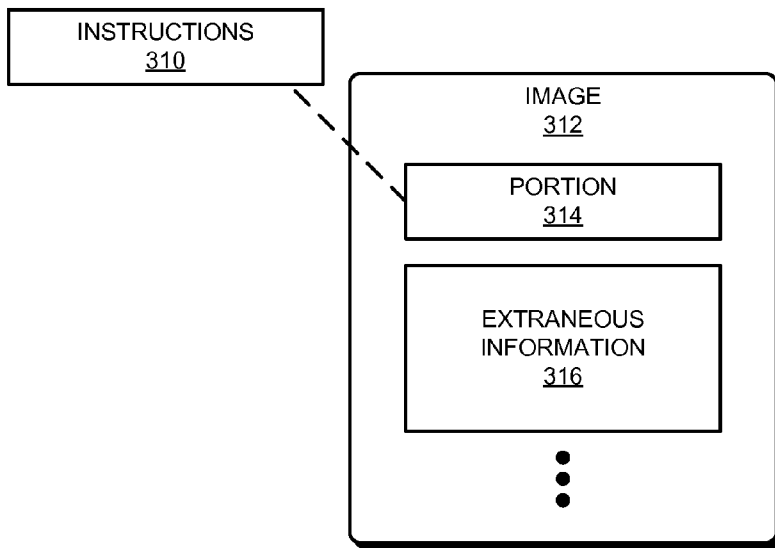 INSTRUCTIONS
310
IMAGE
312
PORTION
314
EXTRANEOUS
INFORMATION
316